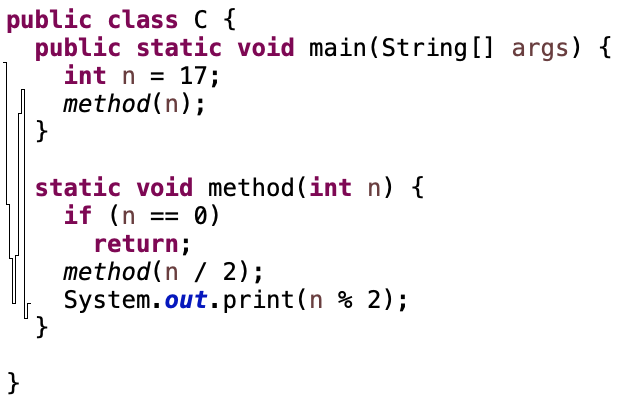 public class C {
  public static void main(String[] args) {
    int n = 17;
    method(n);
  }

  static void method(int n) {
    if (n == 0)
      return;
    method(n / 2);
    System.out.print(n % 2);
  }

}